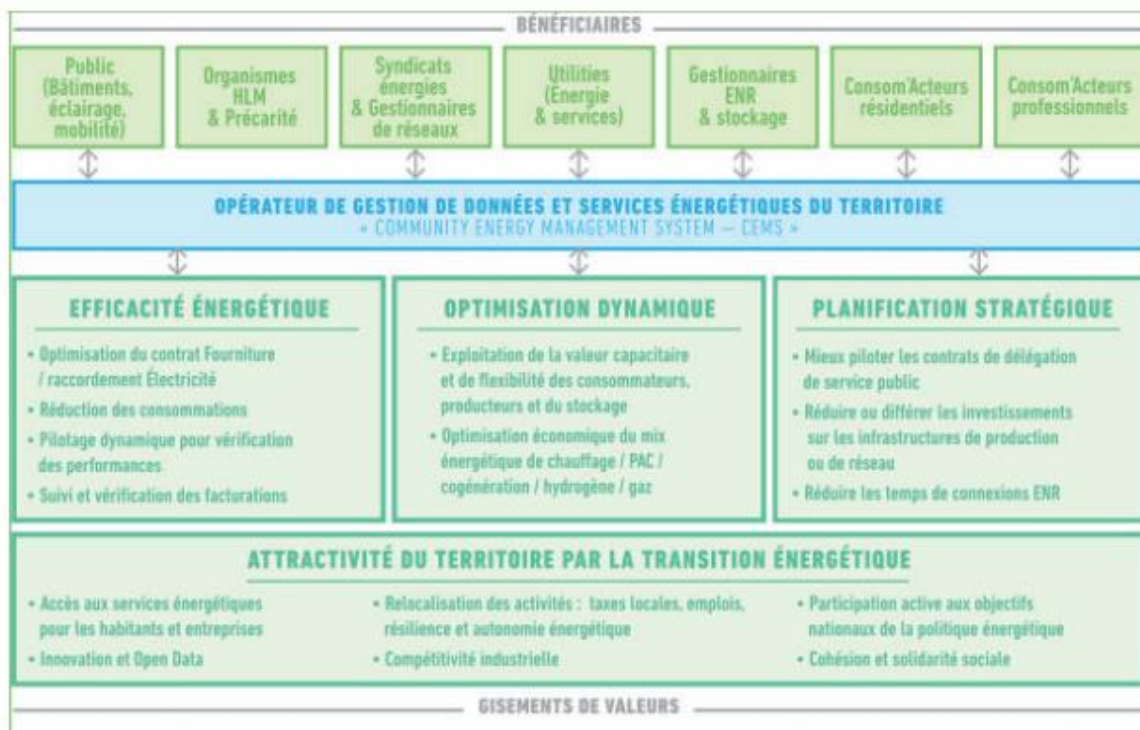 BÉNÉFICIAIRES
Public
(Bâtiments,
éclairage,
mobilité)
Organismes
HLM
& Précarité
Syndicats
énergies
& Gestionnaires
de réseaux
Utilities
(Energie
& services)
Gestionnaires
ENR
& stockage
Consom'Acteurs
résidentiels
Consom'Acteurs
professionnels
OPÉRATEUR DE GESTION DE DONNÉES ET SERVICES ÉNERGÉTIQUES DU TERRITOIRE
« COMMUNITY ENERGY MANAGEMENT SYSTEM – CEMS »
EFFICACITÉ ÉNERGÉTIQUE
• Optimisation du contrat Fourniture
/ raccordement Électricité
• Réduction des consommations
• Pilotage dynamique pour vérification
des performances
• Suivi et vérification des facturations
OPTIMISATION DYNAMIQUE
• Exploitation de la valeur capacitaire
et de flexibilité des consommateurs,
producteurs et du stockage
• Optimisation économique du mix
énergétique de chauffage / PAC /
cogénération / hydrogène / gaz
PLANIFICATION STRATÉGIQUE
• Mieux piloter les contrats de délégation
de service public
• Réduire ou différer les investissements
sur les infrastructures de production
ou de réseau
• Réduire les temps de connexions ENR
ATTRACTIVITÉ DU TERRITOIRE PAR LA TRANSITION ÉNERGÉTIQUE
• Accès aux services énergétiques
pour les habitants et entreprises
• Innovation et Open Data
• Relocalisation des activités : taxes locales, emplois,
résilience et autonomie énergétique
• Compétitivité industrielle
• Participation active aux objectifs
nationaux de la politique énergétique
• Cohésion et solidarité sociale
GISEMENTS DE VALEURS